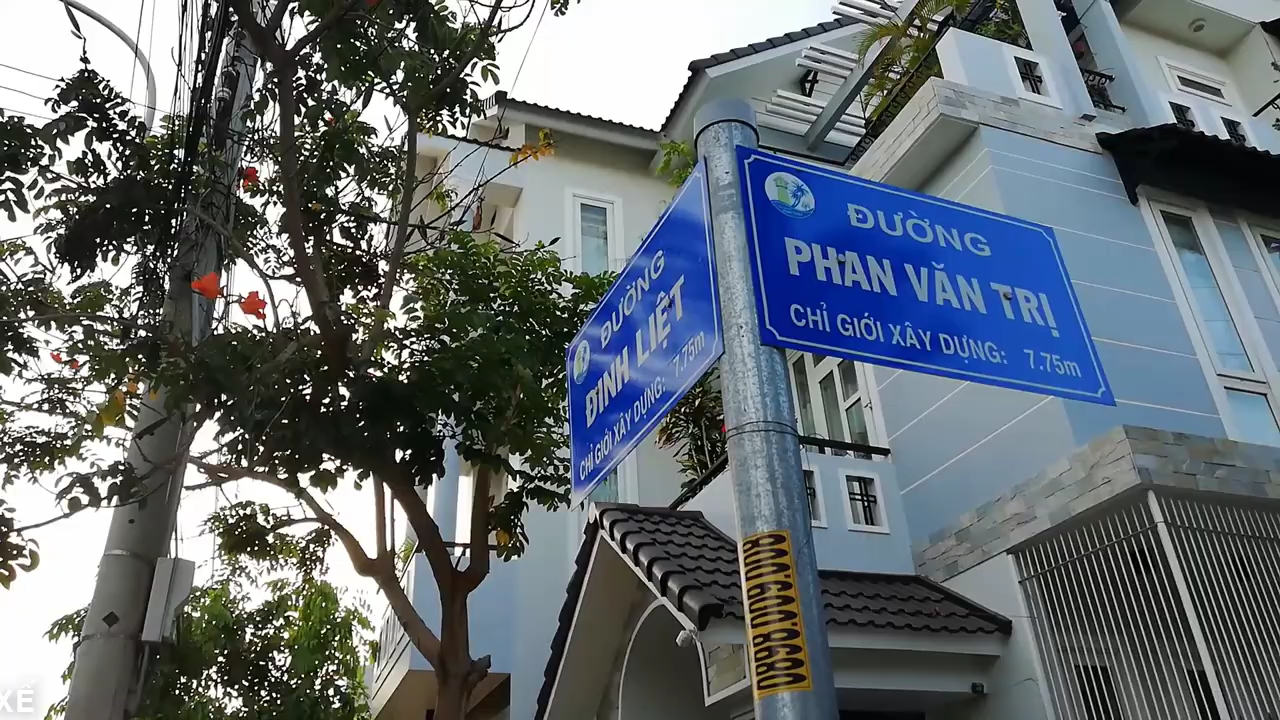 ĐƯỜNG
ĐINH LIỆT
CHỈ GIỚI XÂY DỰNG: 7.75m
ĐƯỜNG
PHAN VĂN TRỊ
CHỈ GIỚI XÂY DỰNG: 7.75m
XẾ